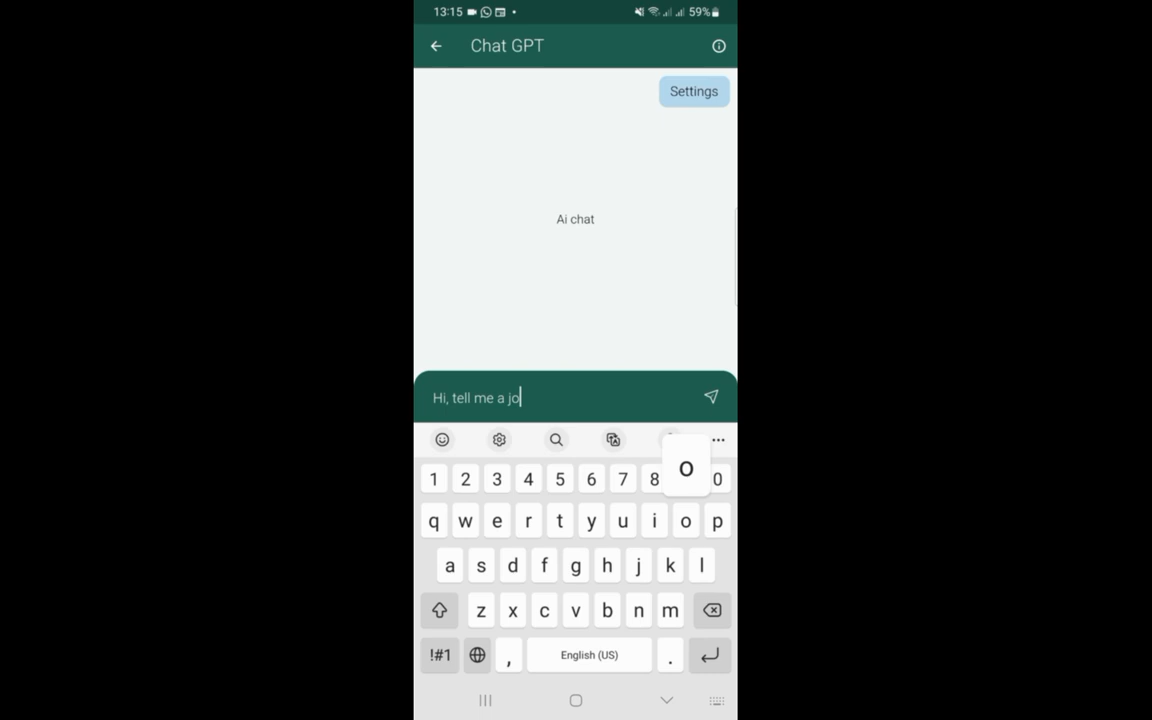 13:15
59%
Chat GPT
Settings
Ai chat
Hi, tell me a jo
o
1 2 3 4 5 6 7 8 0
q w e r t y u i o p
a s d f g h j k l
z x c v b n m
!#1 , English (US) .